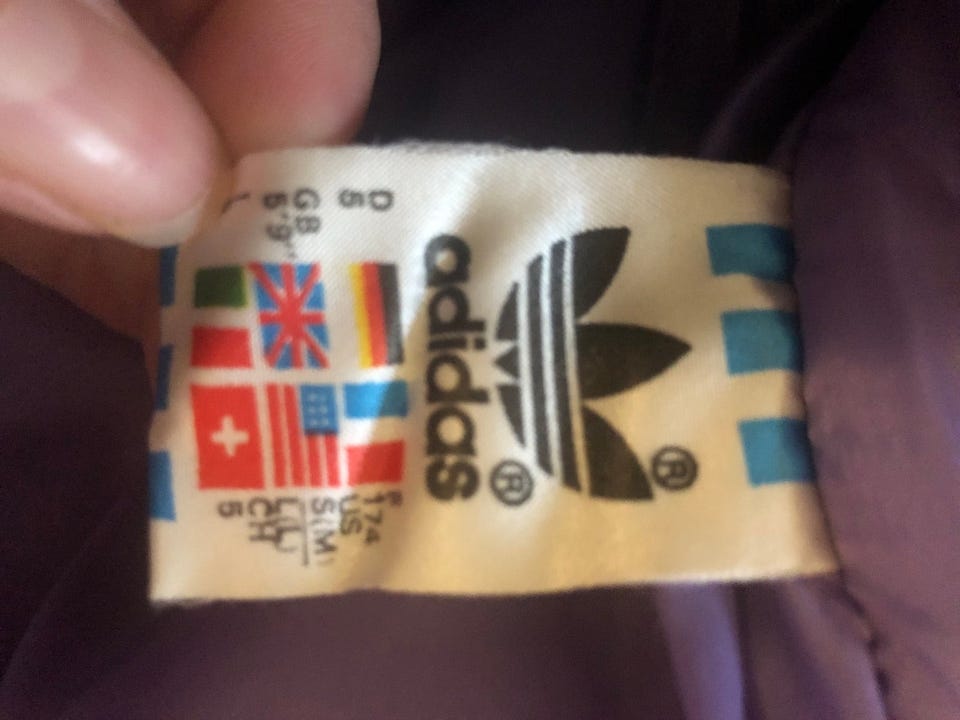 ®
adidas®
D
5
GB
5'9"
F
174
US
S(M)
L(L)
CH
5